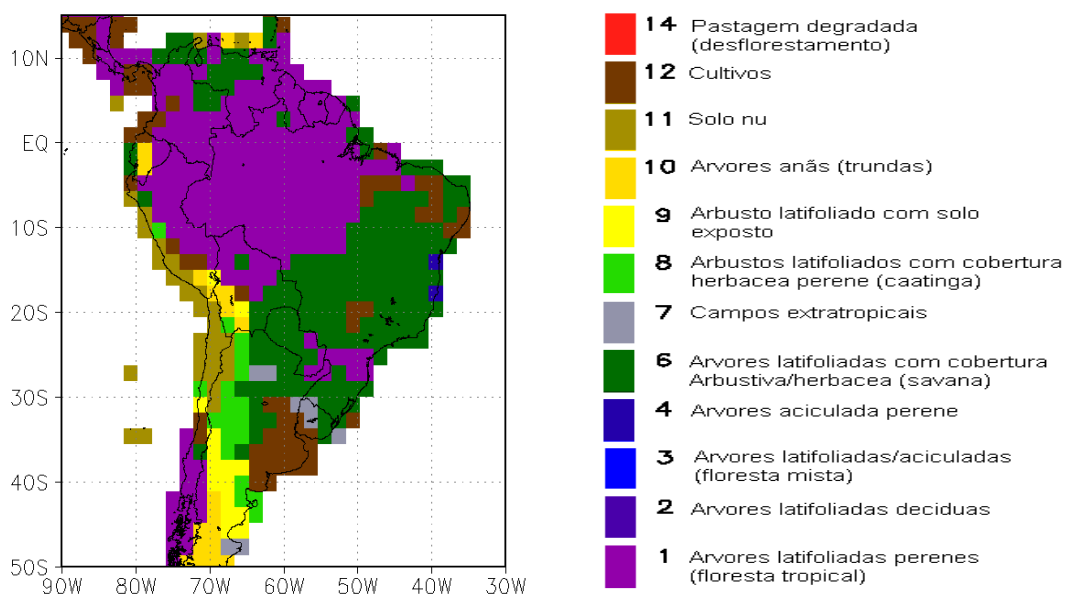 10N
EQ
10S
20S
30S
40S
50S
90W 80W 70W 60W 50W 40W 30W
14 Pastagem degradada
(desflorestamento)
12 Cultivos
11 Solo nu
10 Arvores anãs (trundas)
9 Arbusto latifoliado com solo
exposto
8 Arbustos latifoliados com cobertura
herbacea perene (caatinga)
7 Campos extratropicais
6 Arvores latifoliadas com cobertura
Arbustiva/herbacea (savana)
4 Arvores aciculada perene
3 Arvores latifoliadas/aciculadas
(floresta mista)
2 Arvores latifoliadas deciduas
1 Arvores latifoliadas perenes
(floresta tropical)